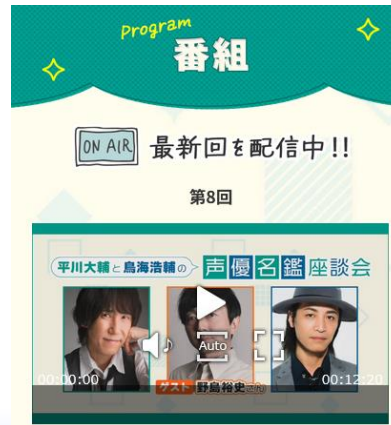 Program
番組
ON AIR 最新回を配信中!!
第8回
平川大輔と鳥海浩輔の声優名鑑座談会
Auto
00:00:00
ゲスト 野島裕史さん
00:12:20